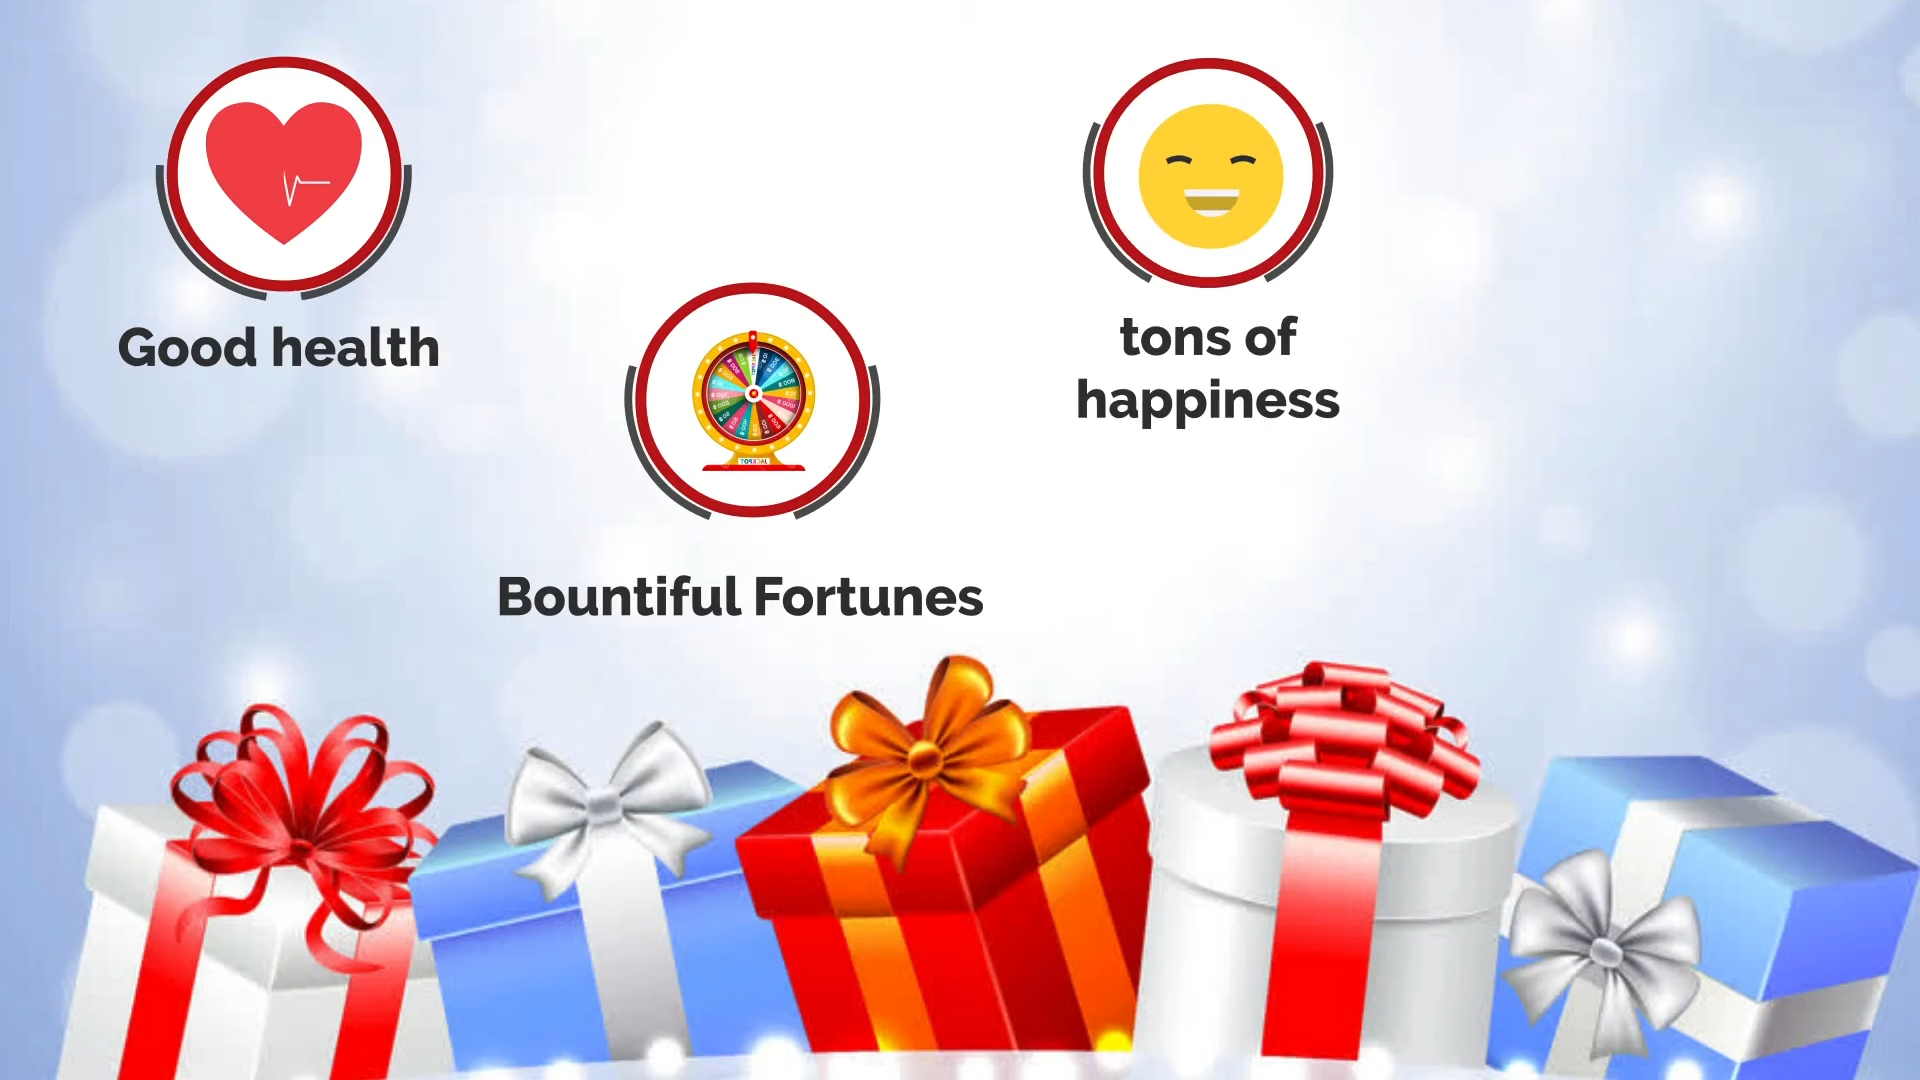 Good health
tons of
happiness
Bountiful Fortunes